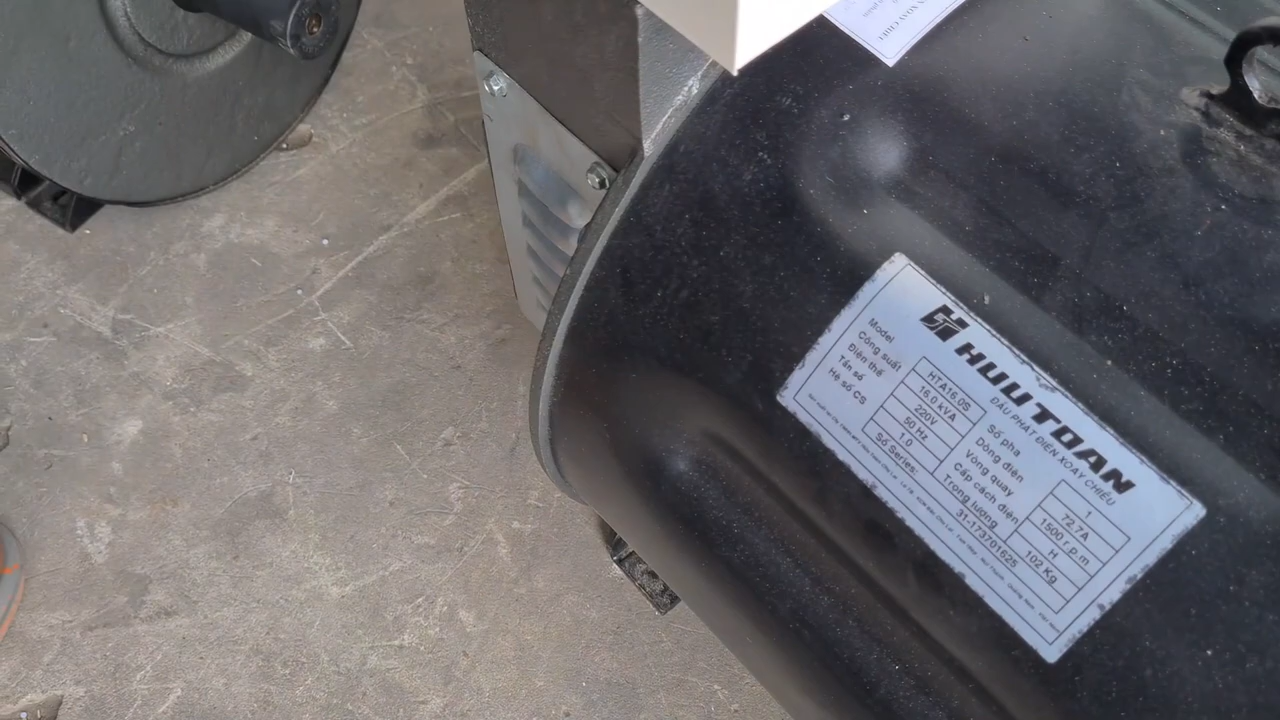 XOAY CHIỀU
HUUTOAN
ĐẦU PHÁT ĐIỆN XOAY CHIỀU
Model HTA16.0S Số pha 1
Công suất 16.0 kVA Dòng điện 72.7A
Điện thế 220V Vòng quay 1500 r.p.m
Tần số 50 Hz Cấp cách điện H
Hệ số CS 1.0 Trọng lượng 102 Kg
Số Series: 31-173701625